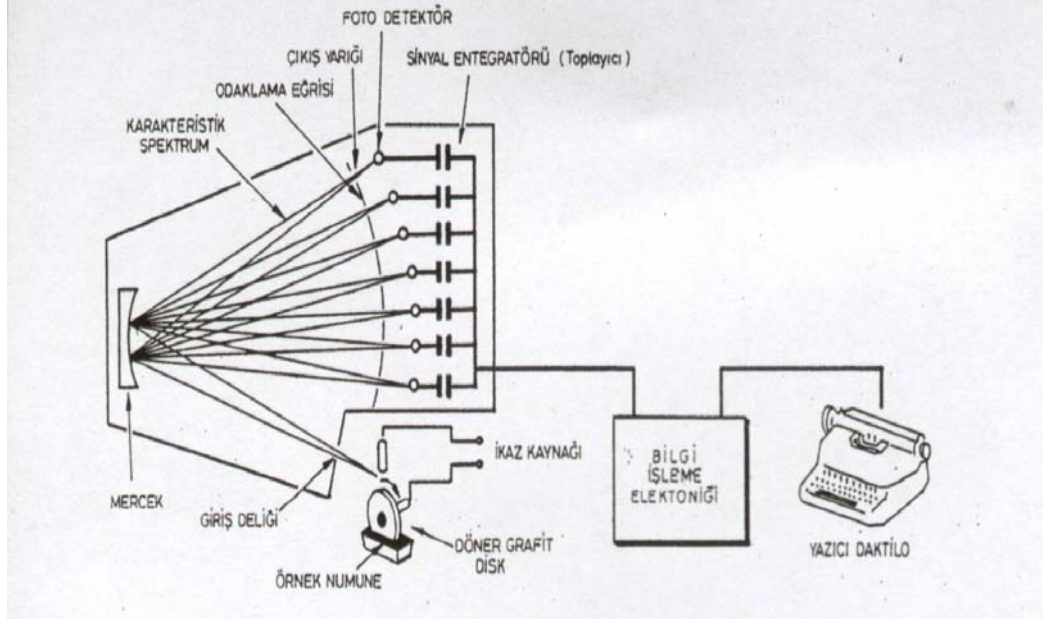 FOTO DETEKTÖR
ÇIKIŞ YARIĞI
SİNYAL ENTEGRATÖRÜ (Toplayıcı)
ODAKLAMA EĞRİSİ
KARAKTERİSTİK
SPEKTRUM
İKAZ KAYNAĞI
BİLGİ
İŞLEME
ELEKTONİĞİ
MERCEK
GİRİŞ DELİĞİ
DÖNER GRAFİT
DİSK
YAZICI DAKTİLO
ÖRNEK NUMUNE